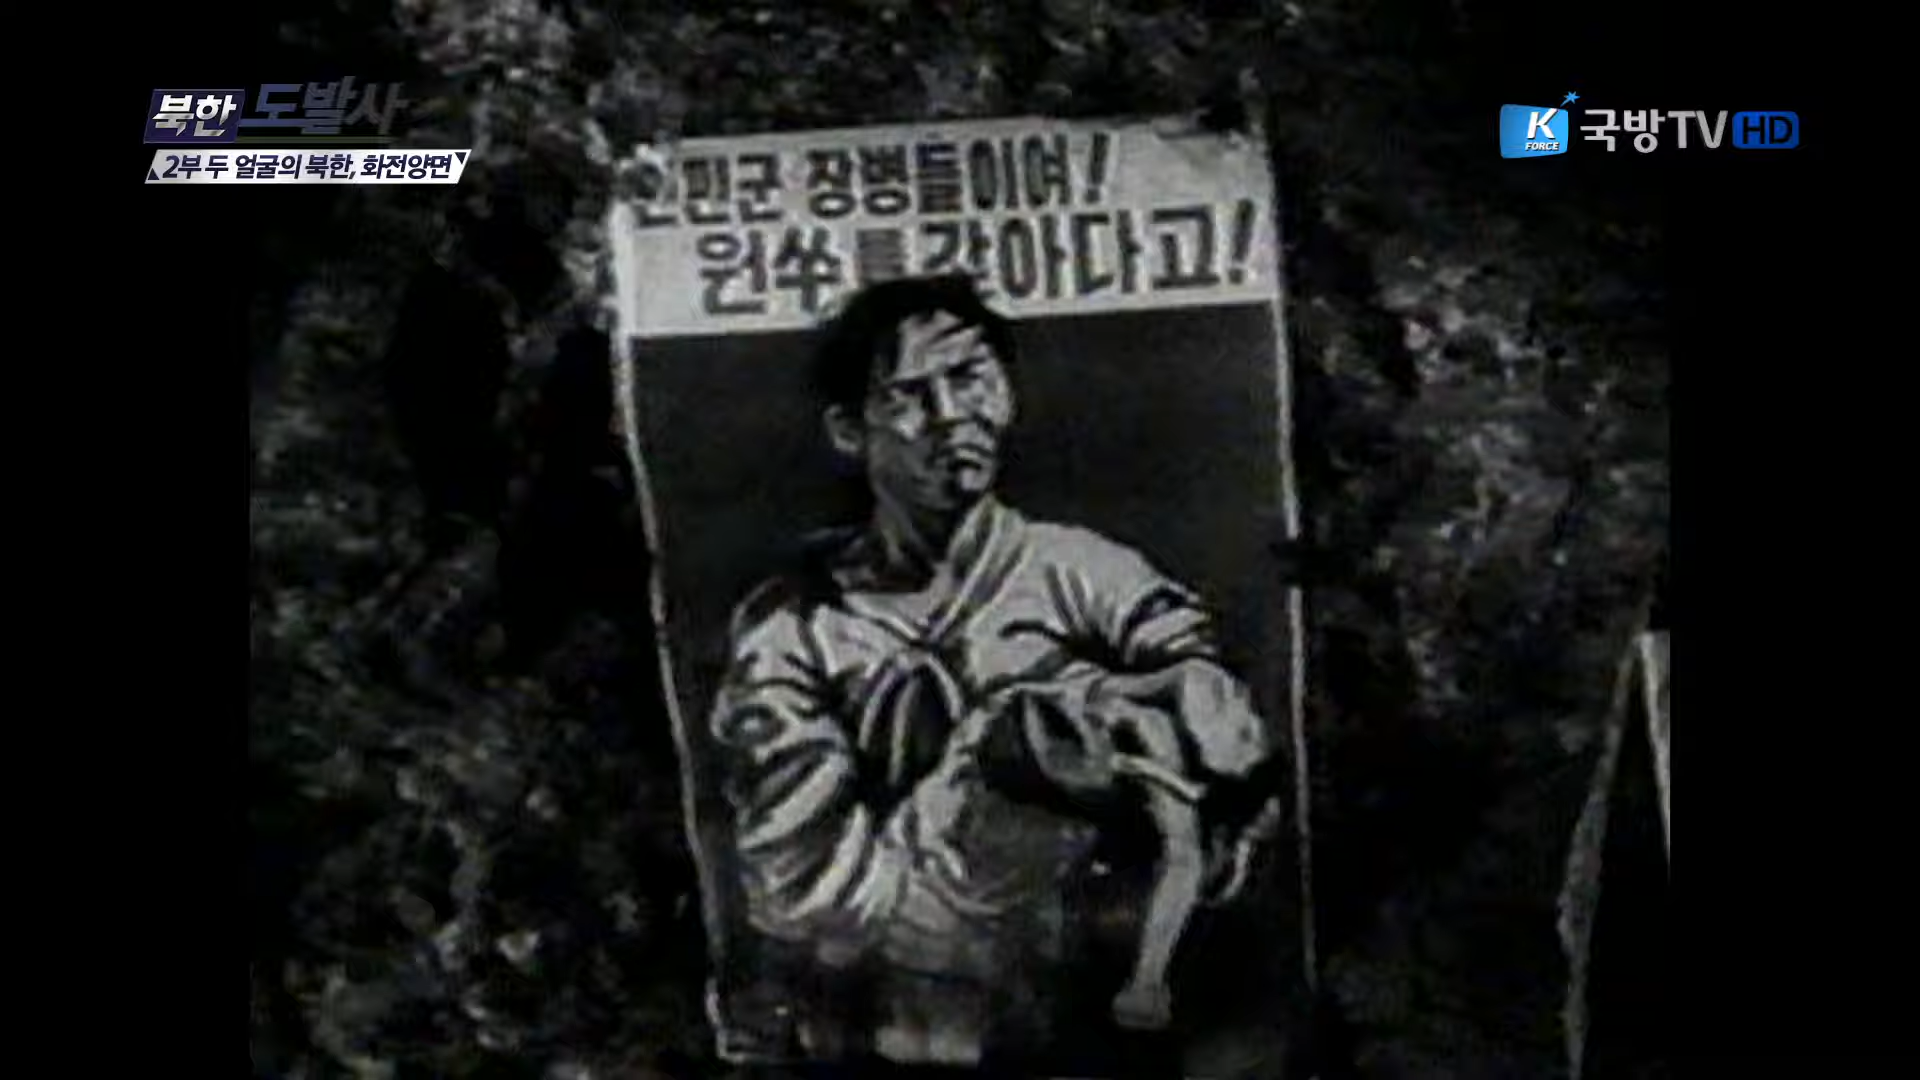 북한 도발사
2부 두 얼굴의 북한, 화전양면
K
FORCE
국방TV HD
인민군 장병들이여!
원쑤를 갚아다고!